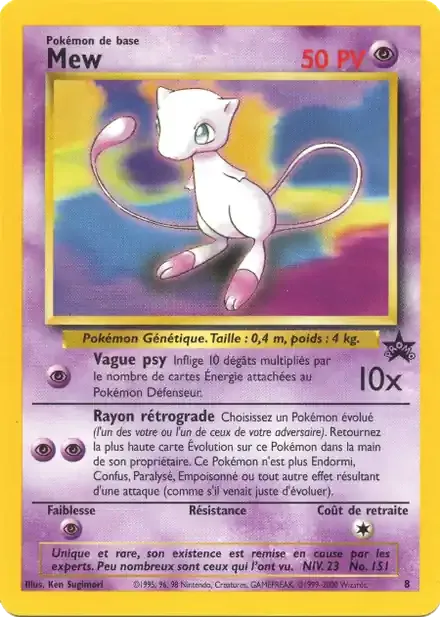 Pokémon de base
Mew
50 PV
Pokémon Génétique. Taille : 0,4 m, poids : 4 kg.
PROMO
Vague psy Inflige 10 dégâts multipliés par
le nombre de cartes Énergie attachées au
Pokémon Défenseur.
10x
Rayon rétrograde Choisissez un Pokémon évolué
(l'un des votre ou l'un de ceux de votre adversaire). Retournez
la plus haute carte Évolution sur ce Pokémon dans la main
de son propriétaire. Ce Pokémon n'est plus Endormi,
Confus, Paralysé, Empoisonné ou tout autre effet résultant
d'une attaque (comme s'il venait juste d'évoluer).
Faiblesse
Résistance
Coût de retraite
Unique et rare, son existence est remise en cause par les
experts. Peu nombreux sont ceux qui l'ont vu. NIV. 23 No. 151
Illus. Ken Sugimori
©1995, 96, 98 Nintendo, Creatures, GAMEFREAK. ©1999-2000 Wizards.
8